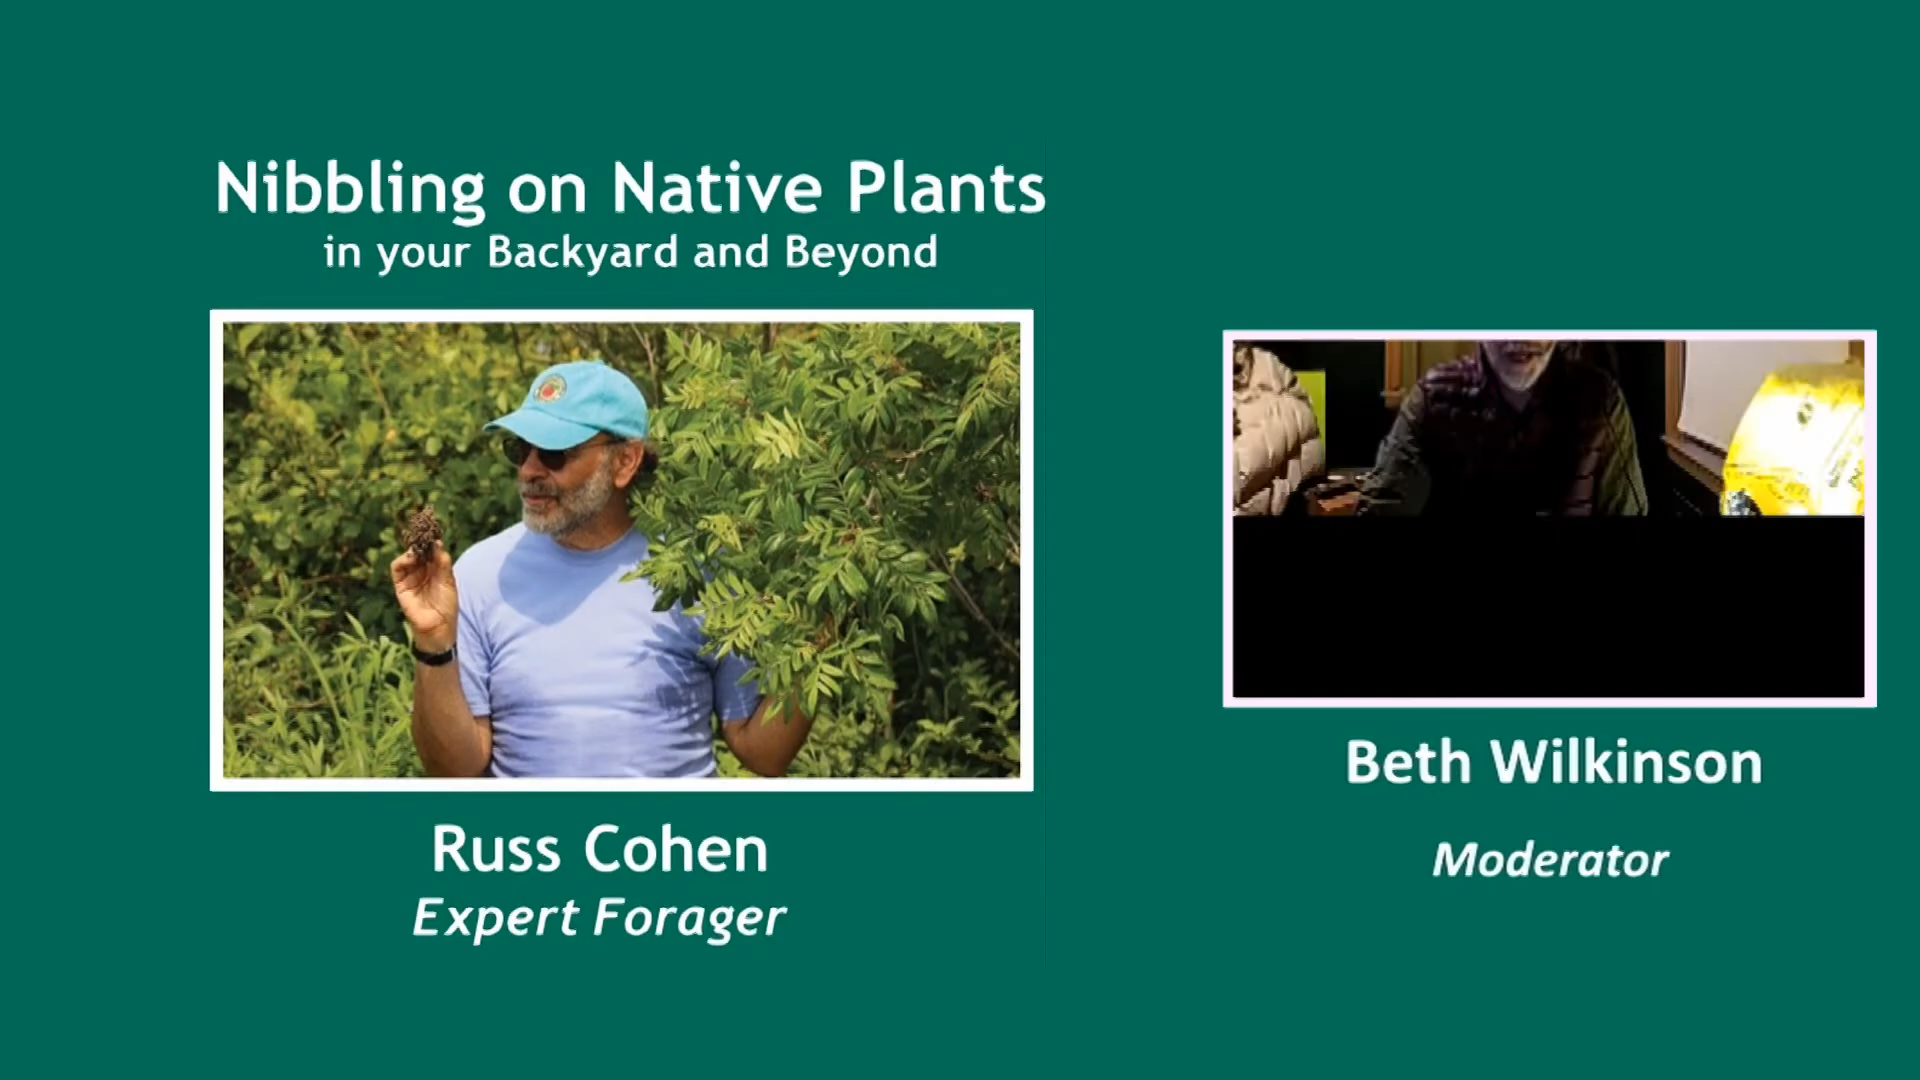 Nibbling on Native Plants
in your Backyard and Beyond
Russ Cohen
Expert Forager
Beth Wilkinson
Moderator